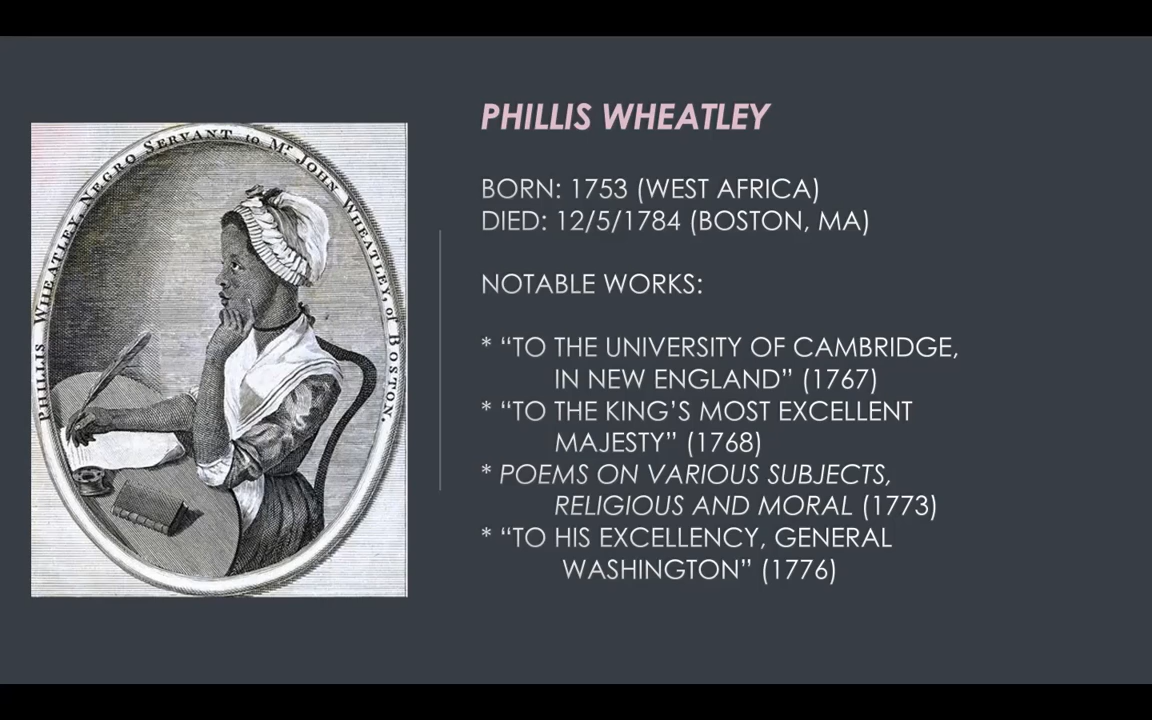 PHILLIS WHEATLEY, NEGRO SERVANT to Mr. JOHN WHEATLEY, of BOSTON.
PHILLIS WHEATLEY
BORN: 1753 (WEST AFRICA)
DIED: 12/5/1784 (BOSTON, MA)
NOTABLE WORKS:
* “TO THE UNIVERSITY OF CAMBRIDGE,
IN NEW ENGLAND” (1767)
* “TO THE KING’S MOST EXCELLENT
MAJESTY” (1768)
* POEMS ON VARIOUS SUBJECTS,
RELIGIOUS AND MORAL (1773)
* “TO HIS EXCELLENCY, GENERAL
WASHINGTON” (1776)